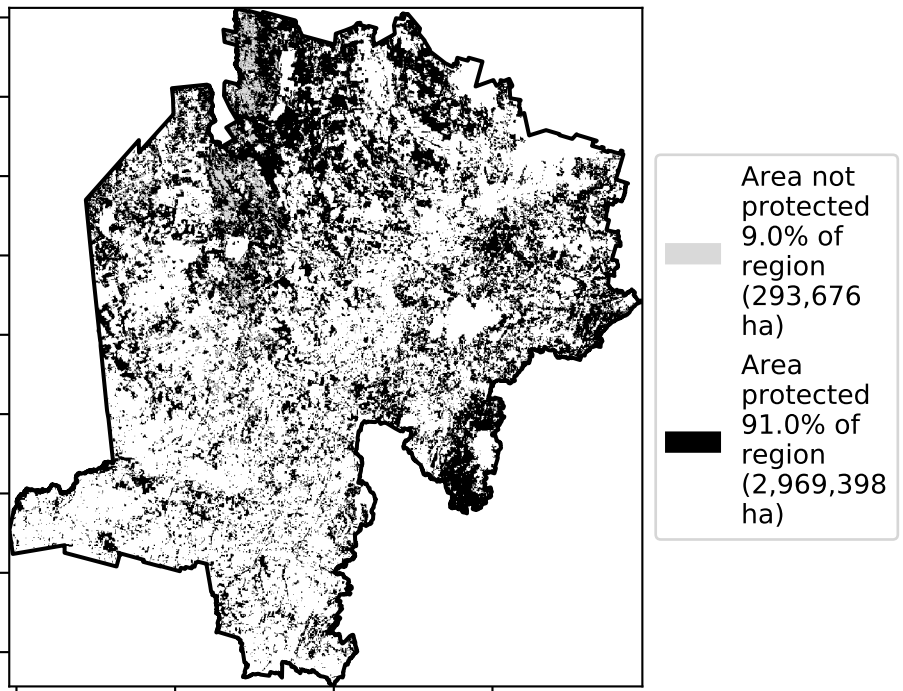 Area not
protected
9.0% of
region
(293,676
ha)
Area
protected
91.0% of
region
(2,969,398
ha)